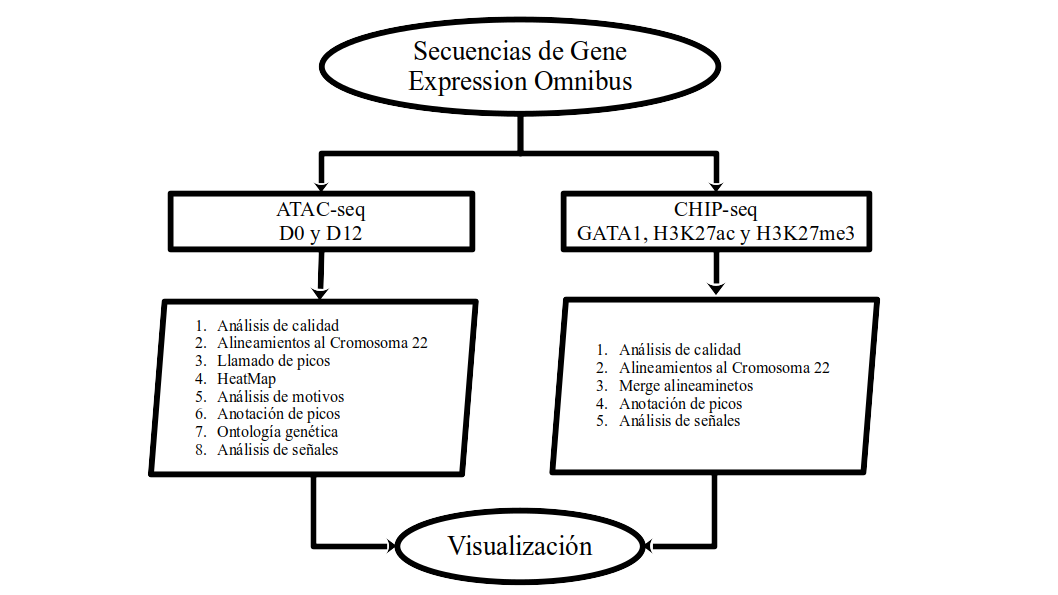 Secuencias de Gene
Expression Omnibus
ATAC-seq
D0 y D12
CHIP-seq
GATA1, H3K27ac y H3K27me3
1. Análisis de calidad
2. Alineamientos al Cromosoma 22
3. Llamado de picos
4. HeatMap
5. Análisis de motivos
6. Anotación de picos
7. Ontología genética
8. Análisis de señales
1. Análisis de calidad
2. Alineamientos al Cromosoma 22
3. Merge alineaminetos
4. Anotación de picos
5. Análisis de señales
Visualización